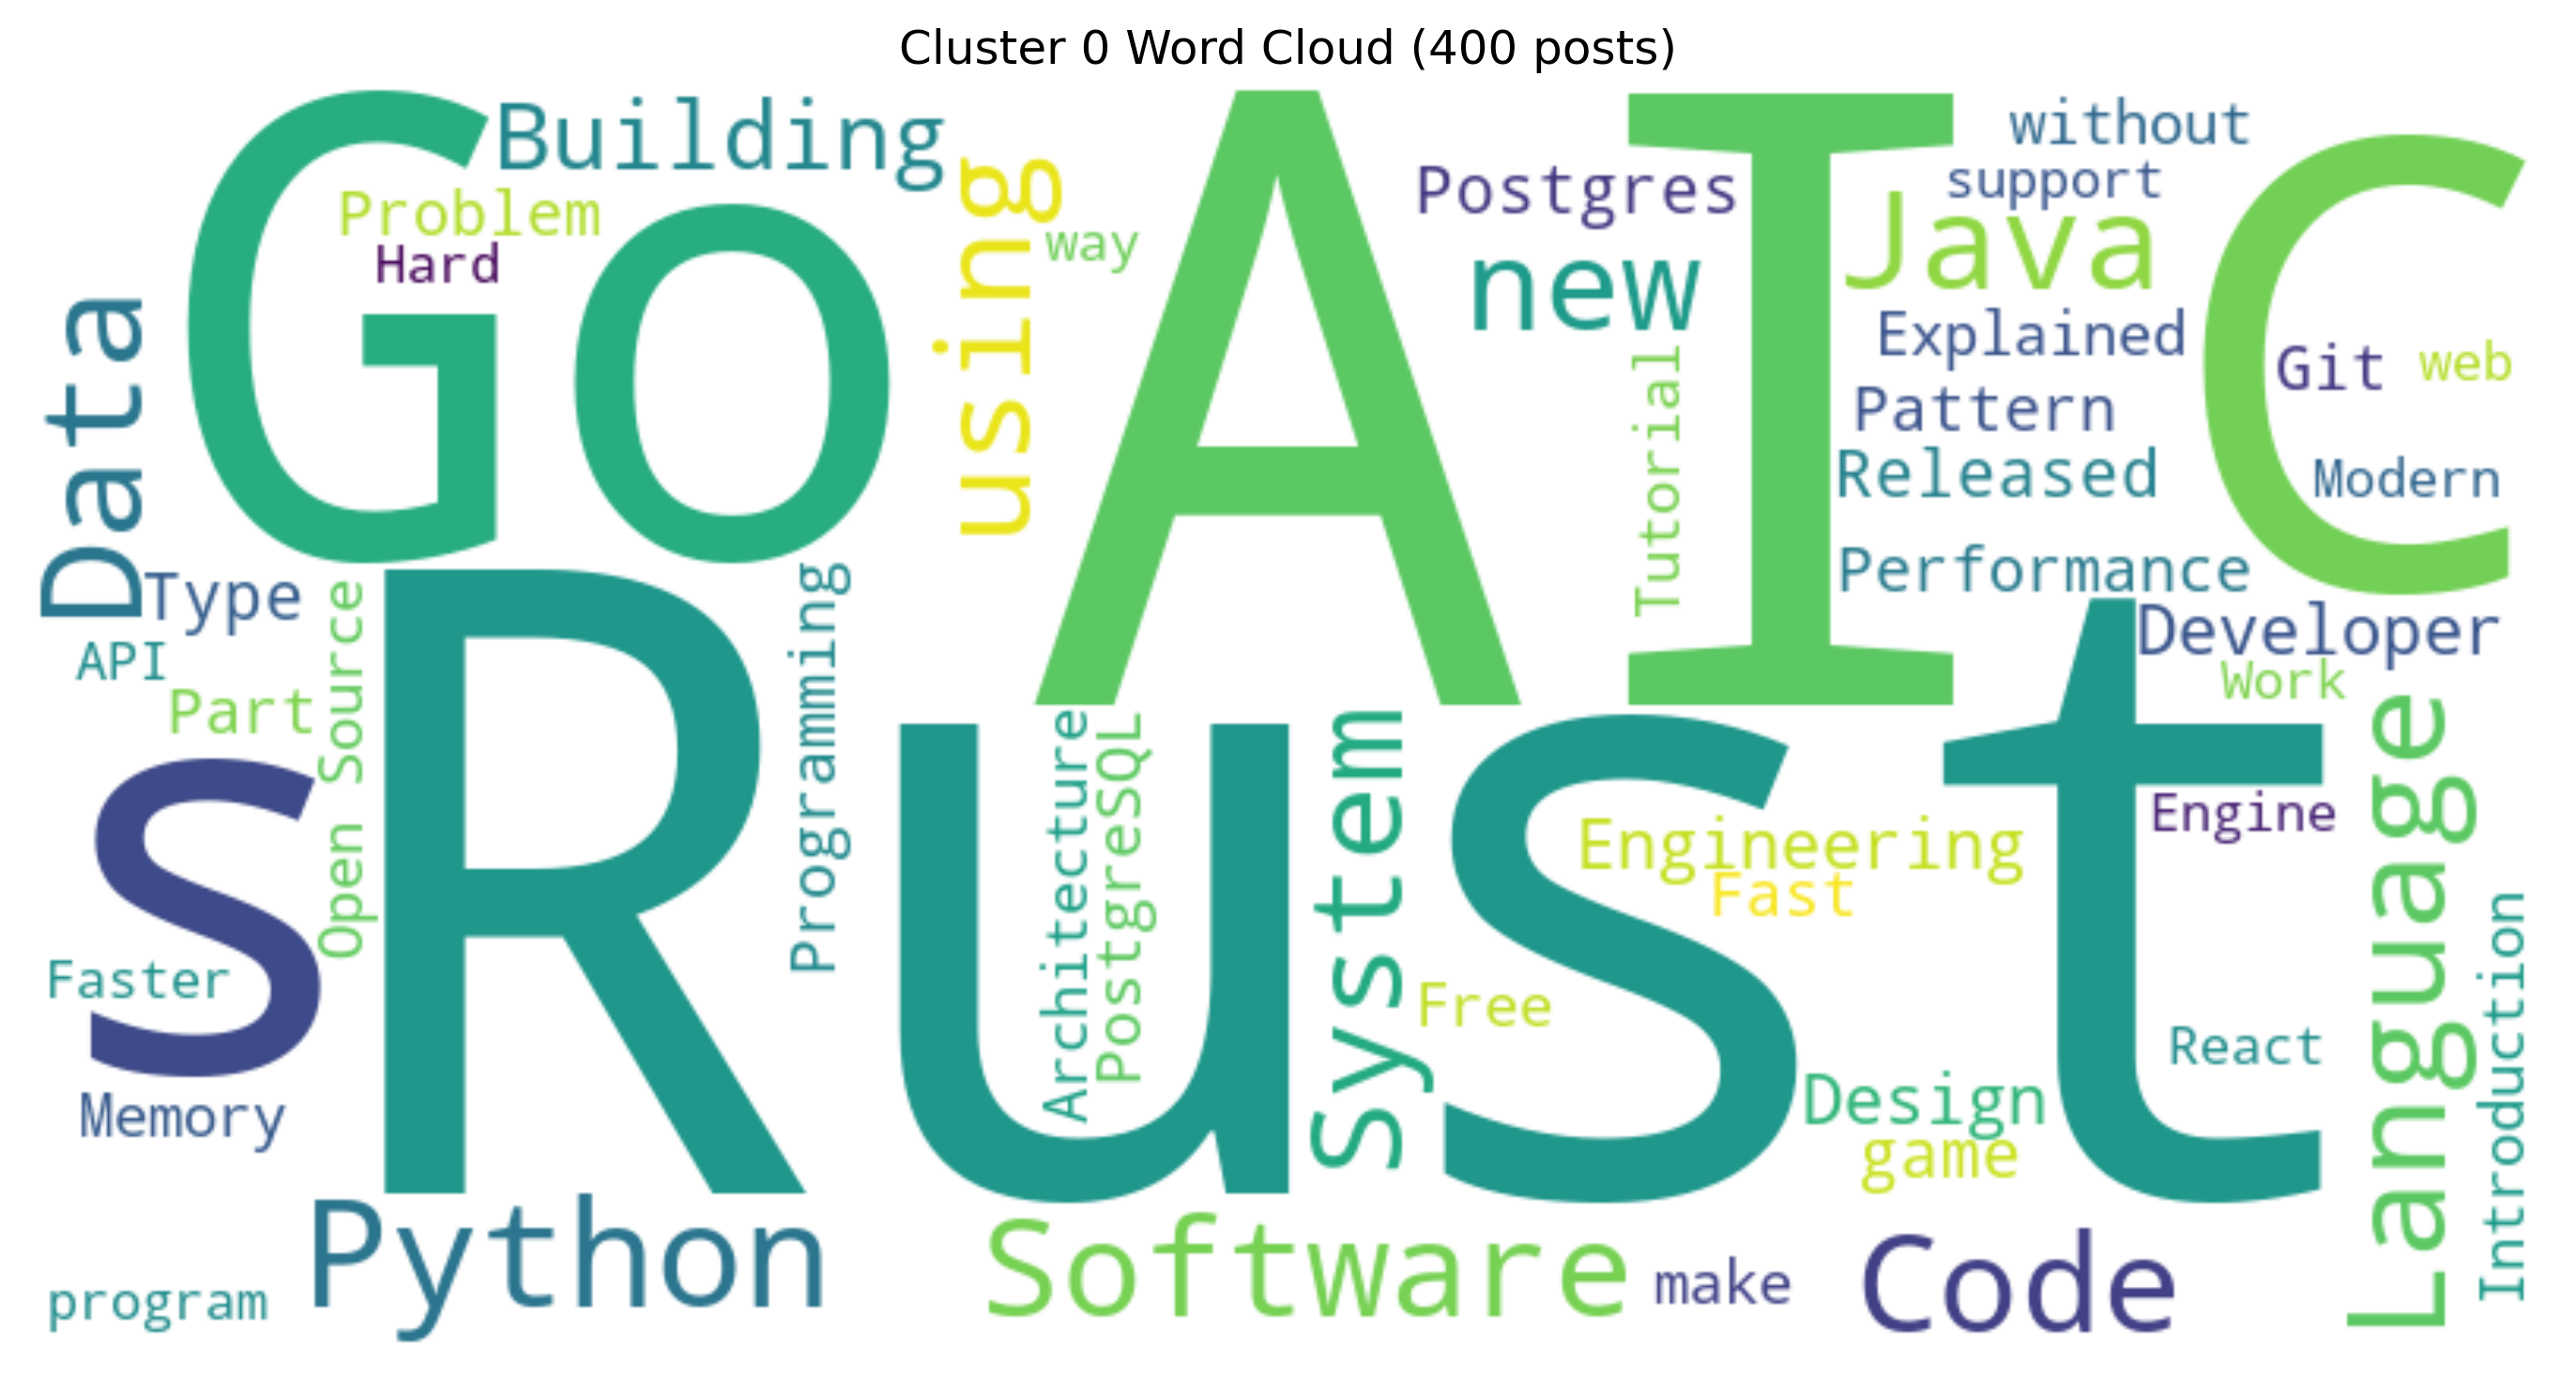 Cluster 0 Word Cloud (400 posts)
Go
AI
C
Rust
s
Building
Problem
Hard
using
way
Postgres
new
Tutorial
without
support
Java
Explained
Pattern
Released
Performance
Git
web
Modern
Data
Type
API
Part
Open Source
Programming
Architecture
PostgreSQL
System
Engineering
Fast
Free
Developer
Work
Engine
Language
Introduction
React
Design
game
Faster
Memory
Python
program
Software
make
Code